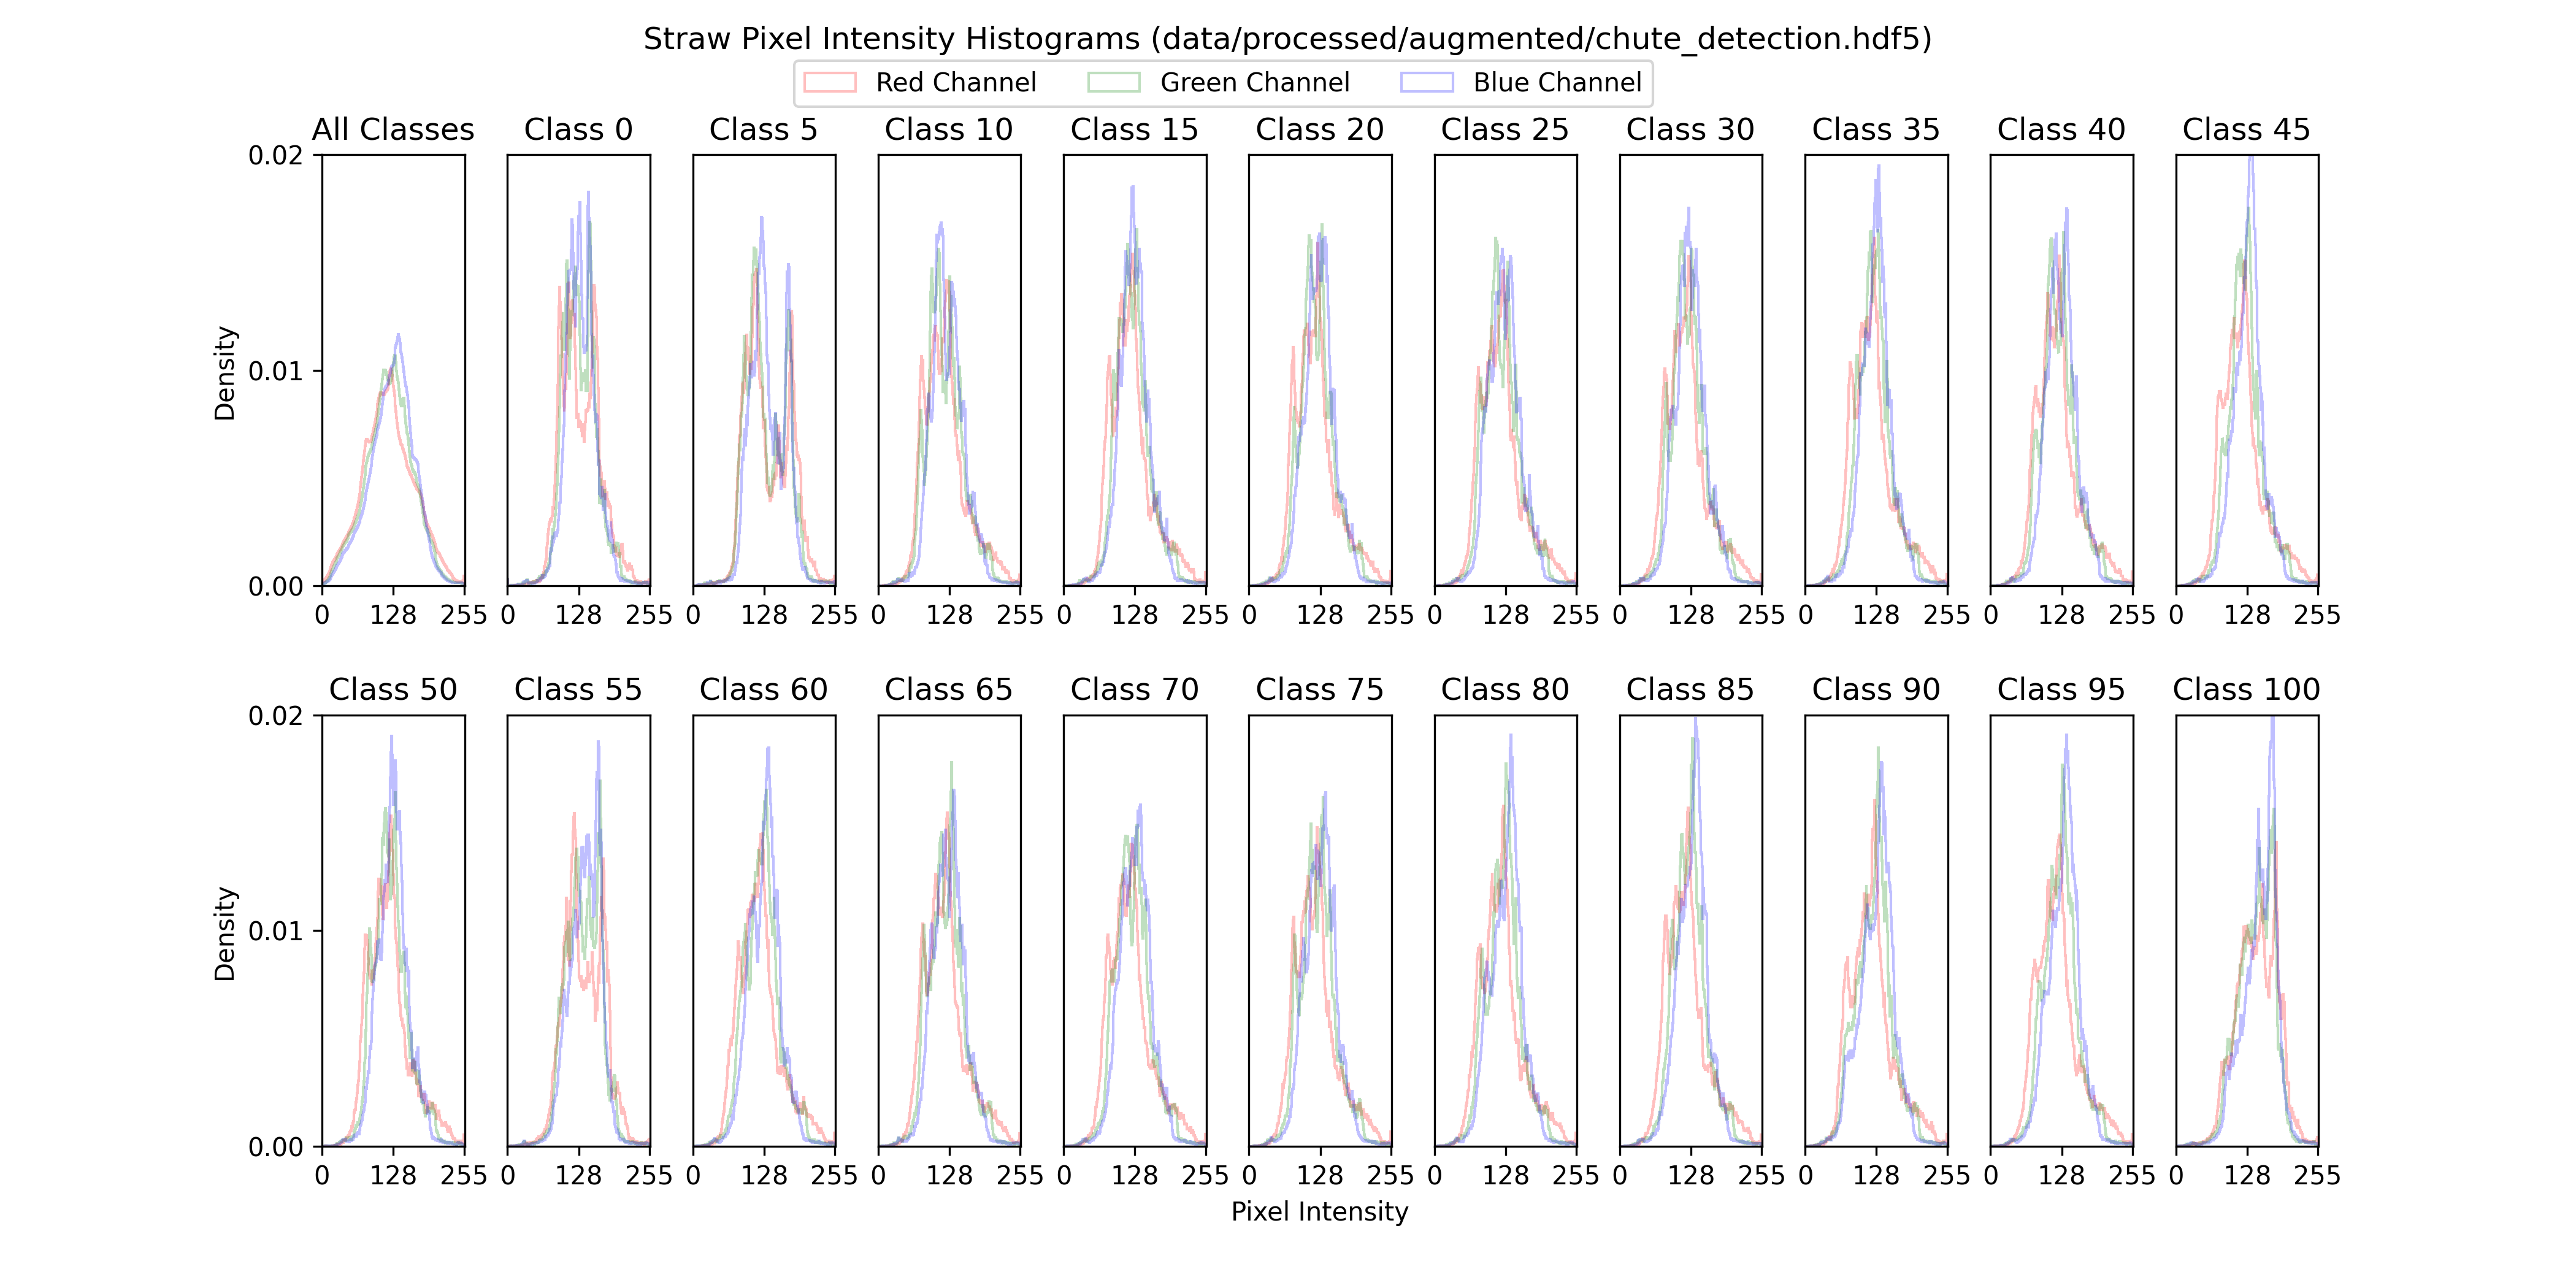 Straw Pixel Intensity Histograms (data/processed/augmented/chute_detection.hdf5)
Red Channel Green Channel Blue Channel
All Classes Class 0 Class 5 Class 10 Class 15 Class 20 Class 25 Class 30 Class 35 Class 40 Class 45
0.02
0.01
0.00
Density
0 128 255 0 128 255 0 128 255 0 128 255 0 128 255 0 128 255 0 128 255 0 128 255 0 128 255 0 128 255 0 128 255
Class 50 Class 55 Class 60 Class 65 Class 70 Class 75 Class 80 Class 85 Class 90 Class 95 Class 100
0.02
0.01
0.00
Density
0 128 255 0 128 255 0 128 255 0 128 255 0 128 255 0 128 255 0 128 255 0 128 255 0 128 255 0 128 255 0 128 255
Pixel Intensity